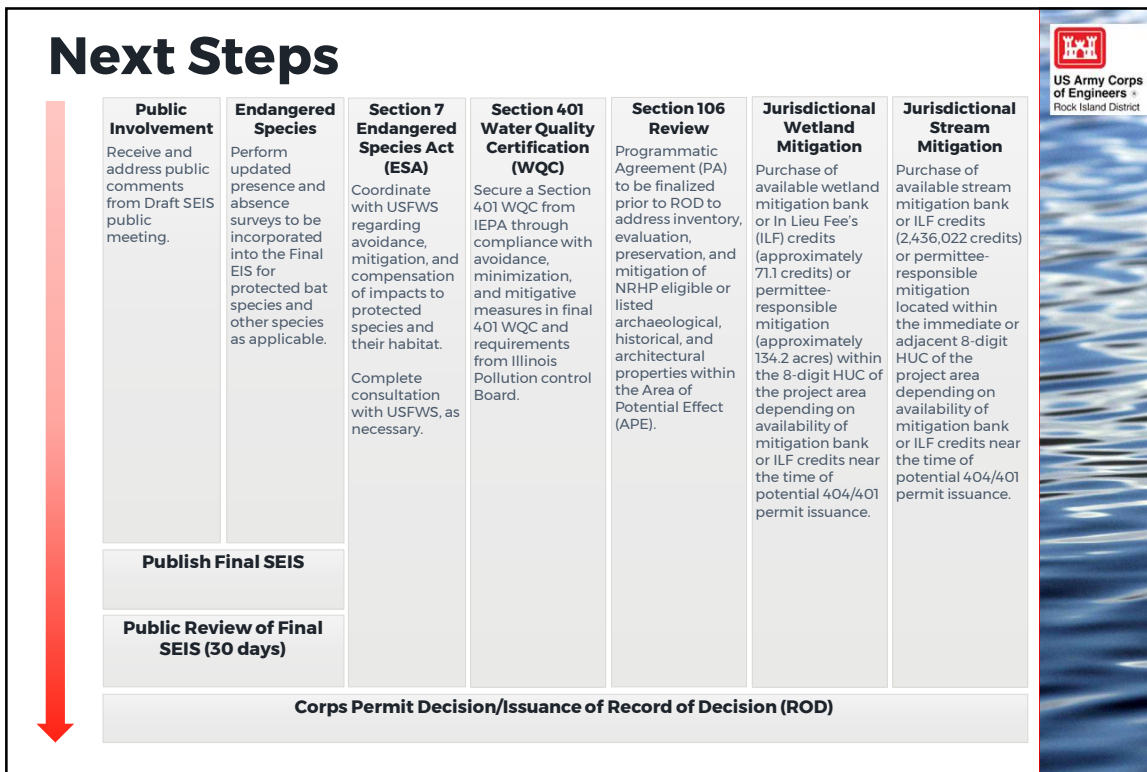 Next Steps
US Army Corps
of Engineers
Rock Island District
Public
Involvement
Receive and
address public
comments
from Draft SEIS
public
meeting.
Endangered
Species
Perform
updated
presence and
absence
surveys to be
incorporated
into the Final
EIS for
protected bat
species and
other species
as applicable.
Section 7
Endangered
Species Act
(ESA)
Coordinate
with USFWS
regarding
avoidance,
mitigation, and
compensation
of impacts to
protected
species and
their habitat.
Complete
consultation
with USFWS, as
necessary.
Section 401
Water Quality
Certification
(WQC)
Secure a Section
401 WQC from
IEPA through
compliance with
avoidance,
minimization,
and mitigative
measures in final
401 WQC and
requirements
from Illinois
Pollution control
Board.
Section 106
Review
Programmatic
Agreement (PA)
to be finalized
prior to ROD to
address inventory,
evaluation,
preservation, and
mitigation of
NRHP eligible or
listed
archaeological,
historical, and
architectural
properties within
the Area of
Potential Effect
(APE).
Jurisdictional
Wetland
Mitigation
Purchase of
available wetland
mitigation bank
or In Lieu Fee's
(ILF) credits
(approximately
71.1 credits) or
permittee-
responsible
mitigation
(approximately
134.2 acres) within
the 8-digit HUC of
the project area
depending on
availability of
mitigation bank
or ILF credits near
the time of
potential 404/401
permit issuance.
Jurisdictional
Stream
Mitigation
Purchase of
available stream
mitigation bank
or ILF credits
(2,436,022 credits)
or permittee-
responsible
mitigation
located within
the immediate or
adjacent 8-digit
HUC of the
project area
depending on
availability of
mitigation bank
or ILF credits near
the time of
potential 404/401
permit issuance.
Publish Final SEIS
Public Review of Final
SEIS (30 days)
Corps Permit Decision/Issuance of Record of Decision (ROD)